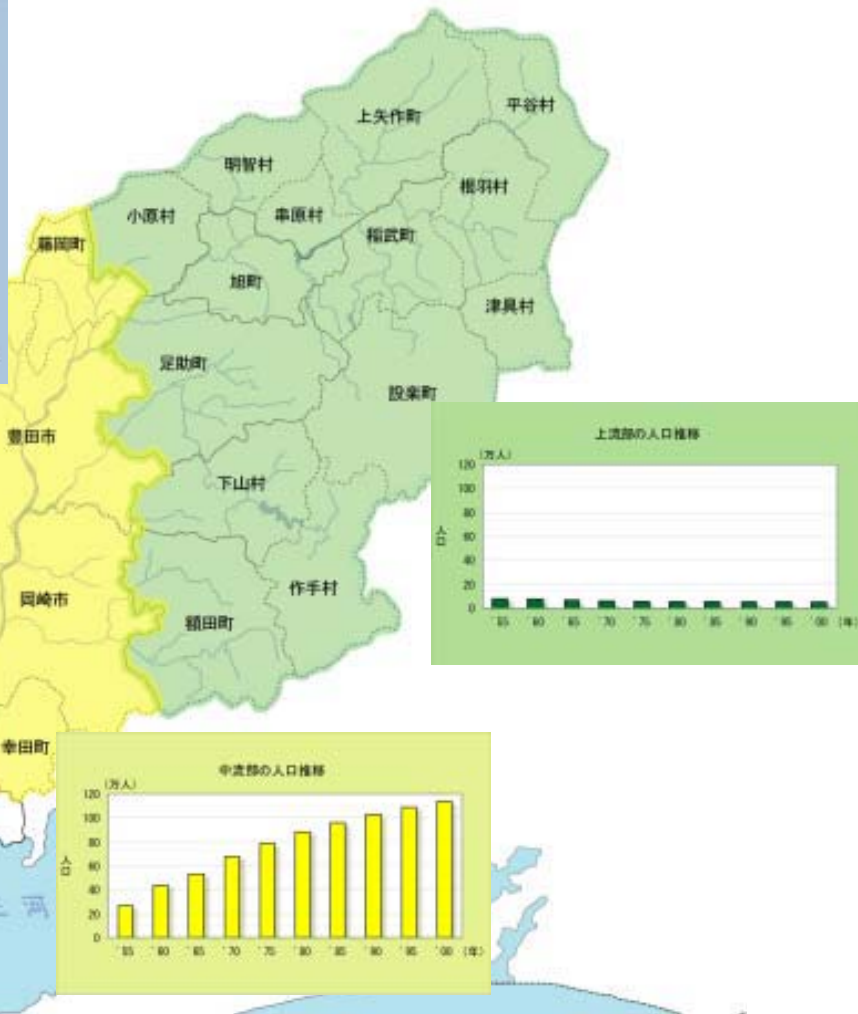 平谷村
上矢作町
明智村
根羽村
串原村
小原村
稲武町
藤岡町
旭町
津具村
足助町
設楽町
豊田市
下山村
作手村
岡崎市
額田町
幸田町
上流部の人口推移
(万人)
120
100
80
60
40
20
0
人口
'55 '60 '65 '70 '75 '80 '85 '90 '95 '00 (年)
中流部の人口推移
(万人)
120
100
80
60
40
20
0
人口
'55 '60 '65 '70 '75 '80 '85 '90 '95 '00 (年)
河